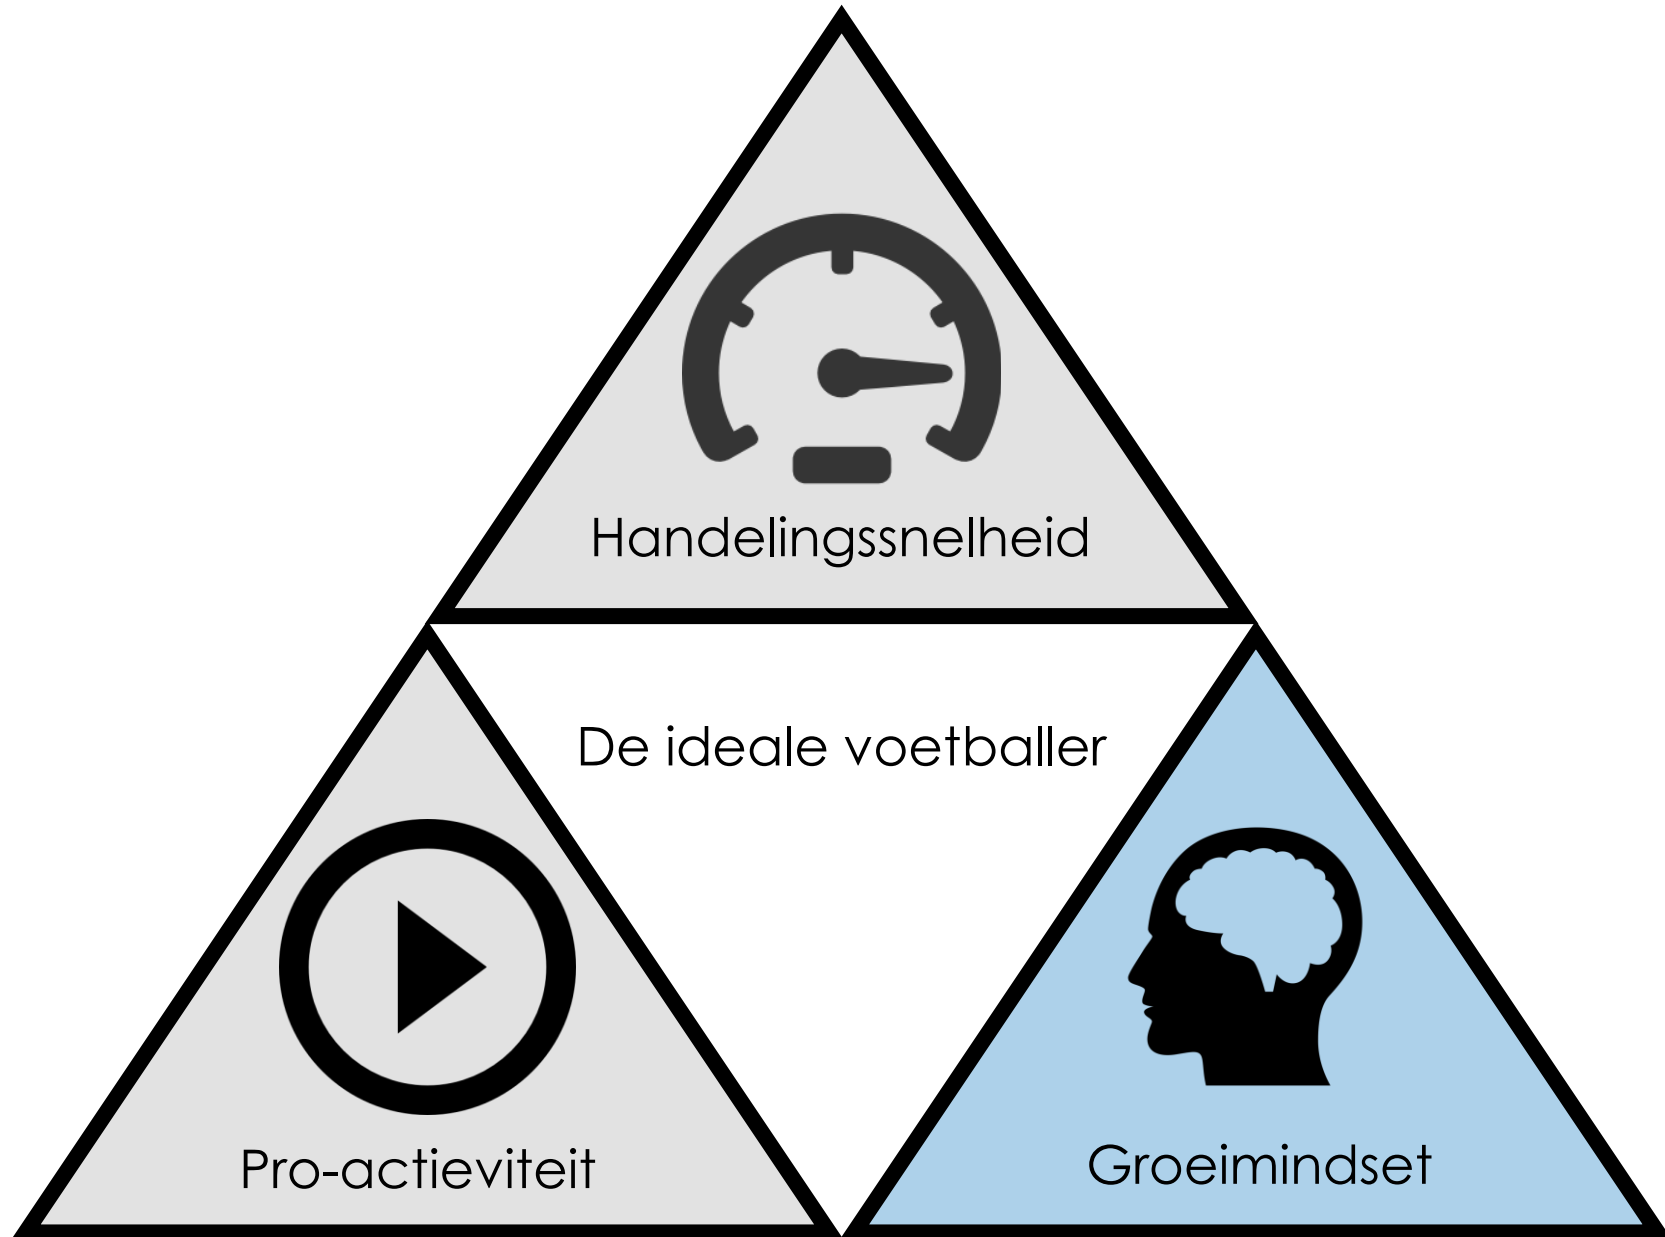 Handelingssnelheid
De ideale voetballer
Pro-actieviteit
Groeimindset